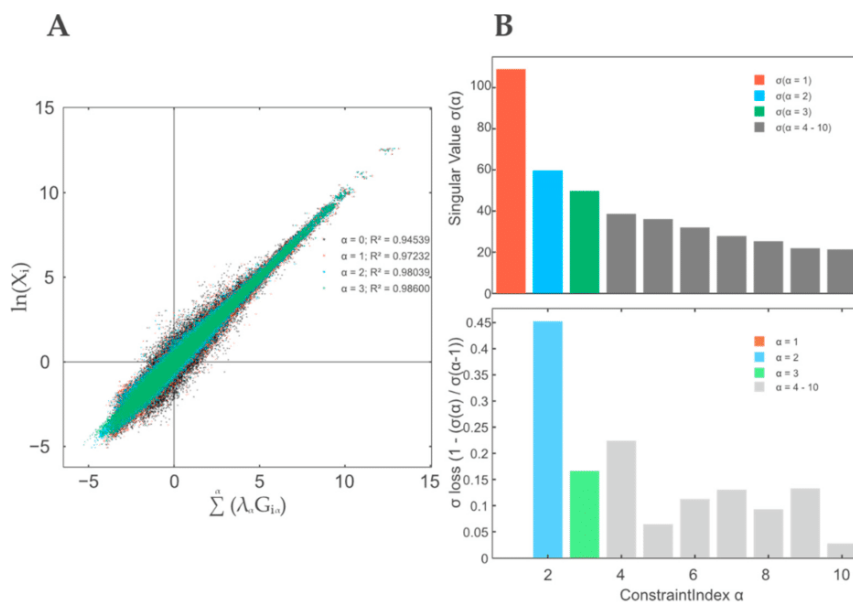 A
15
10
5
0
−5
ln(Xᵢ)
α = 0; R² = 0.94539
α = 1; R² = 0.97232
α = 2; R² = 0.98039
α = 3; R² = 0.98600
−5 0 5 10 15
α
∑ (λαGᵢα)
B
100
80
60
40
20
0
Singular Value σ(α)
σ(α = 1)
σ(α = 2)
σ(α = 3)
σ(α = 4 - 10)
0.45
0.4
0.35
0.3
0.25
0.2
0.15
0.1
0.05
0
σ loss (1 - (σ(α) / σ(α-1))
α = 1
α = 2
α = 3
α = 4 - 10
2 4 6 8 10
ConstraintIndex α